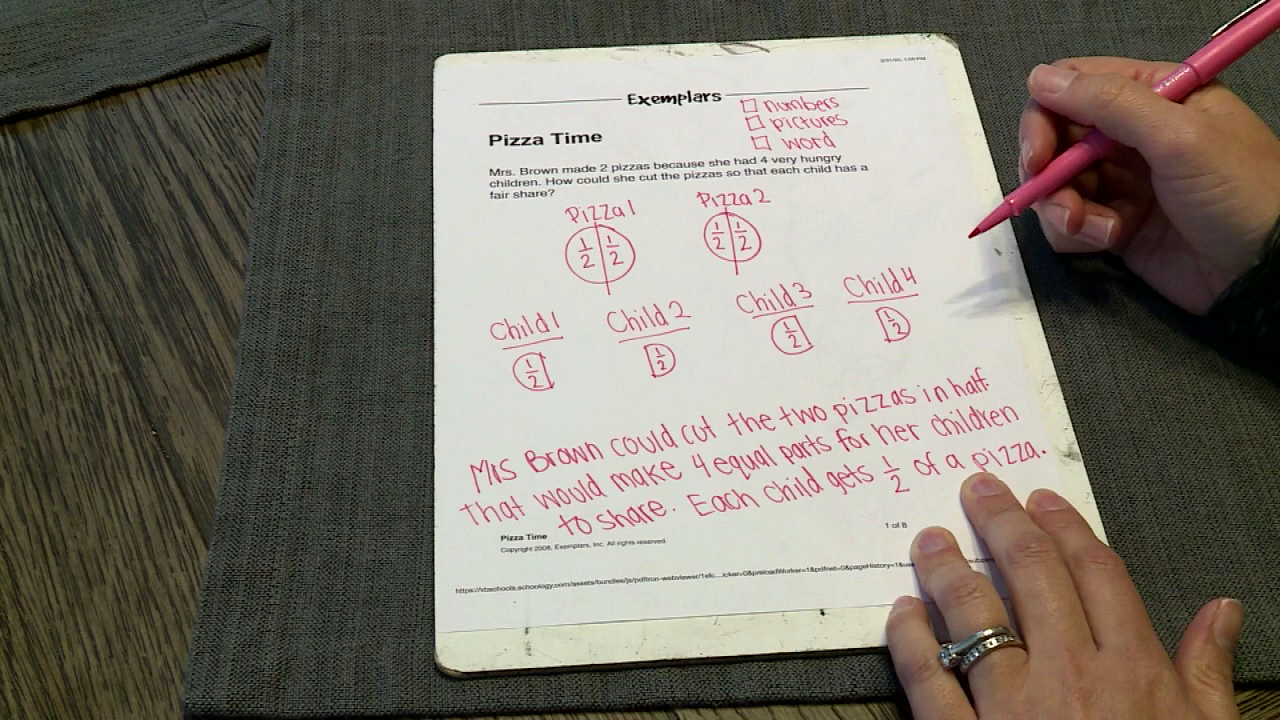 Exemplars
numbers
pictures
word
Pizza Time
Mrs. Brown made 2 pizzas because she had 4 very hungry
children. How could she cut the pizzas so that each child has a
fair share?
Pizza 1 Pizza 2
1/2 1/2 1/2 1/2
Child 1 Child 2 Child 3 Child 4
1/2 1/2 1/2 1/2
Mrs Brown could cut the two pizzas in half
that would make 4 equal parts for her children
to share. Each child gets 1/2 of a pizza.
Pizza Time
Copyright 2008, Exemplars, Inc. All rights reserved.
1 of 8